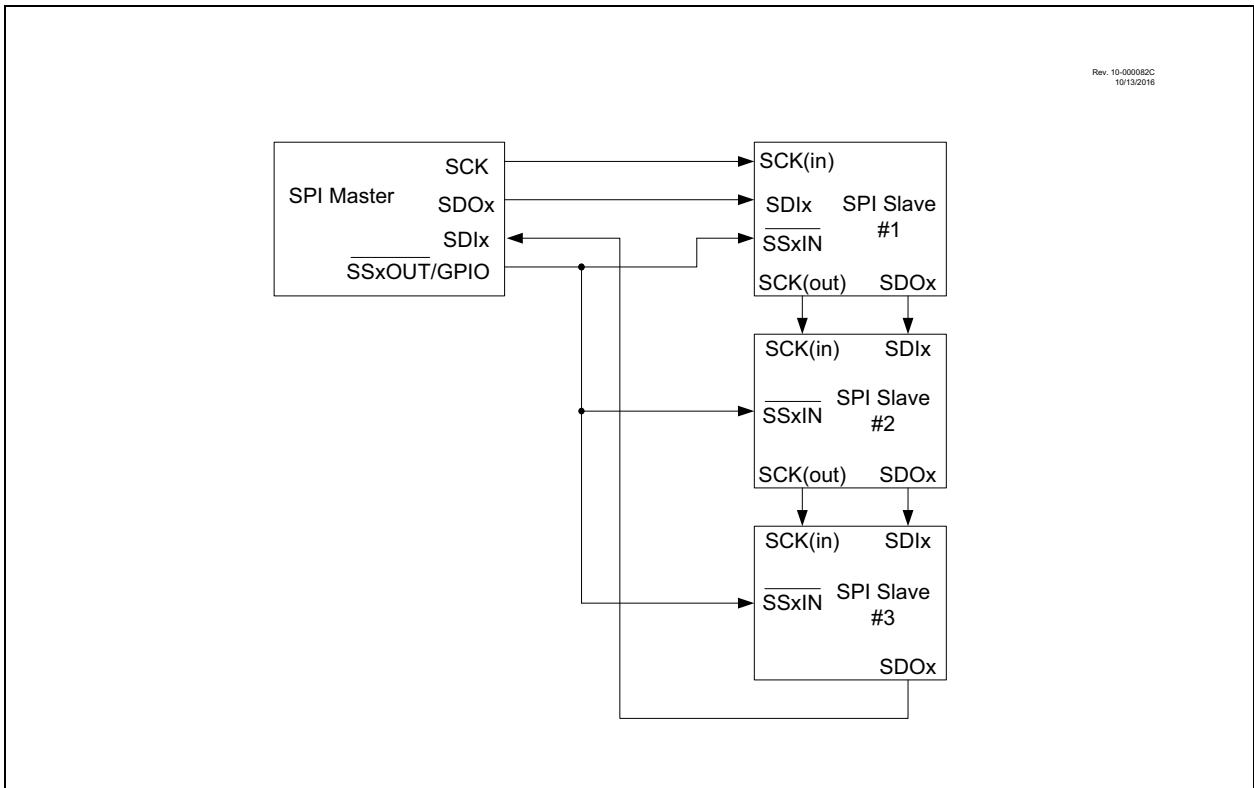 Rev. 10-000082C
10/13/2016
SPI Master
SCK
SDOx
SDIx
SSxOUT/GPIO
SCK(in)
SDIx
SPI Slave
#1
SSxIN
SCK(out) SDOx
SCK(in) SDIx
SPI Slave
#2
SSxIN
SCK(out) SDOx
SCK(in) SDIx
SPI Slave
#3
SSxIN
SDOx